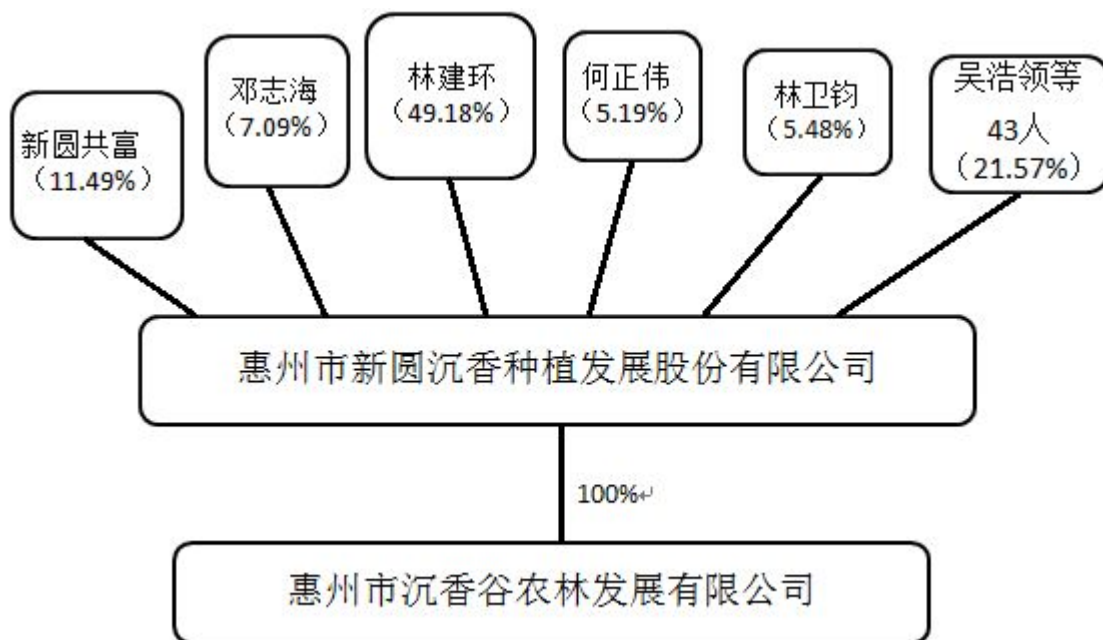 新圆共富
（11.49%）
邓志海
（7.09%）
林建环
（49.18%）
何正伟
（5.19%）
林卫钧
（5.48%）
吴浩领等
43人
（21.57%）
惠州市新圆沉香种植发展股份有限公司
100%↵
惠州市沉香谷农林发展有限公司